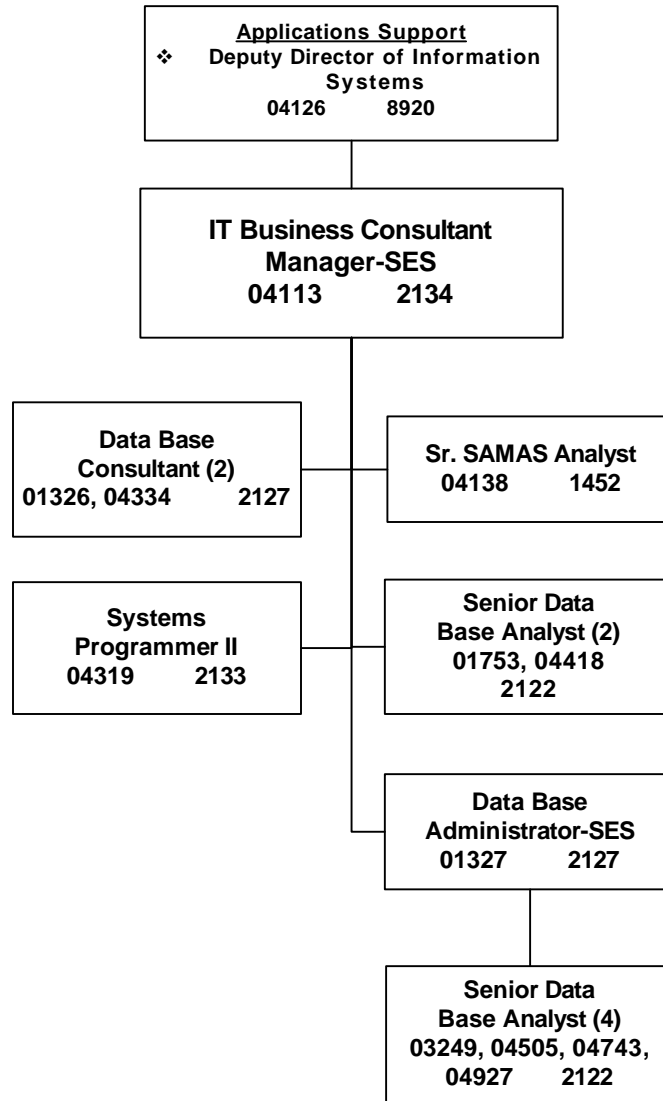 Applications Support
❖ Deputy Director of Information
Systems
04126 8920
IT Business Consultant
Manager-SES
04113 2134
Data Base
Consultant (2)
01326, 04334 2127
Sr. SAMAS Analyst
04138 1452
Systems
Programmer II
04319 2133
Senior Data
Base Analyst (2)
01753, 04418
2122
Data Base
Administrator-SES
01327 2127
Senior Data
Base Analyst (4)
03249, 04505, 04743,
04927 2122